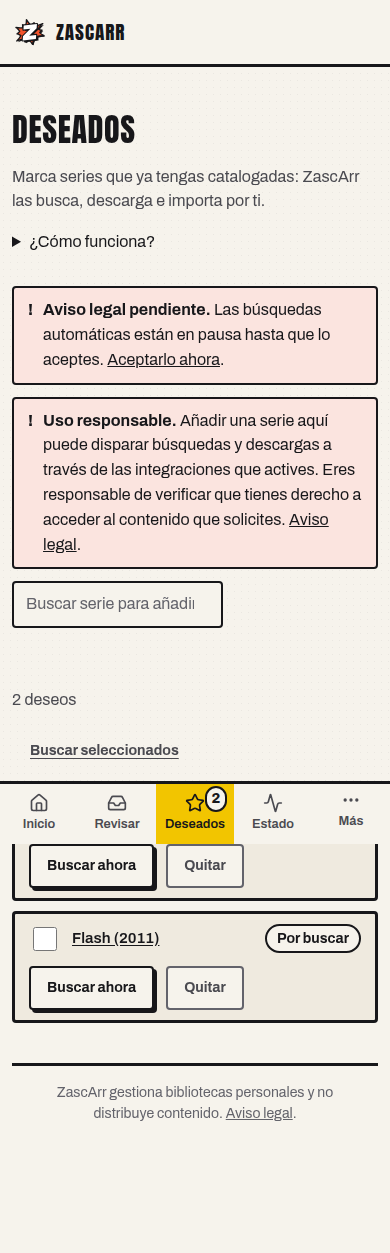 ZASCARR
DESEADOS
Marca series que ya tengas catalogadas: ZascArr
las busca, descarga e importa por ti.
¿Cómo funciona?
! Aviso legal pendiente. Las búsquedas
automáticas están en pausa hasta que lo
aceptes. Aceptarlo ahora.
! Uso responsable. Añadir una serie aquí
puede disparar búsquedas y descargas a
través de las integraciones que actives. Eres
responsable de verificar que tienes derecho a
acceder al contenido que solicites. Aviso
legal.
Buscar serie para añadir
2 deseos
Buscar seleccionados
2
Inicio Revisar Deseados Estado Más
Buscar ahora Quitar
Flash (2011) Por buscar
Buscar ahora Quitar
ZascArr gestiona bibliotecas personales y no
distribuye contenido. Aviso legal.